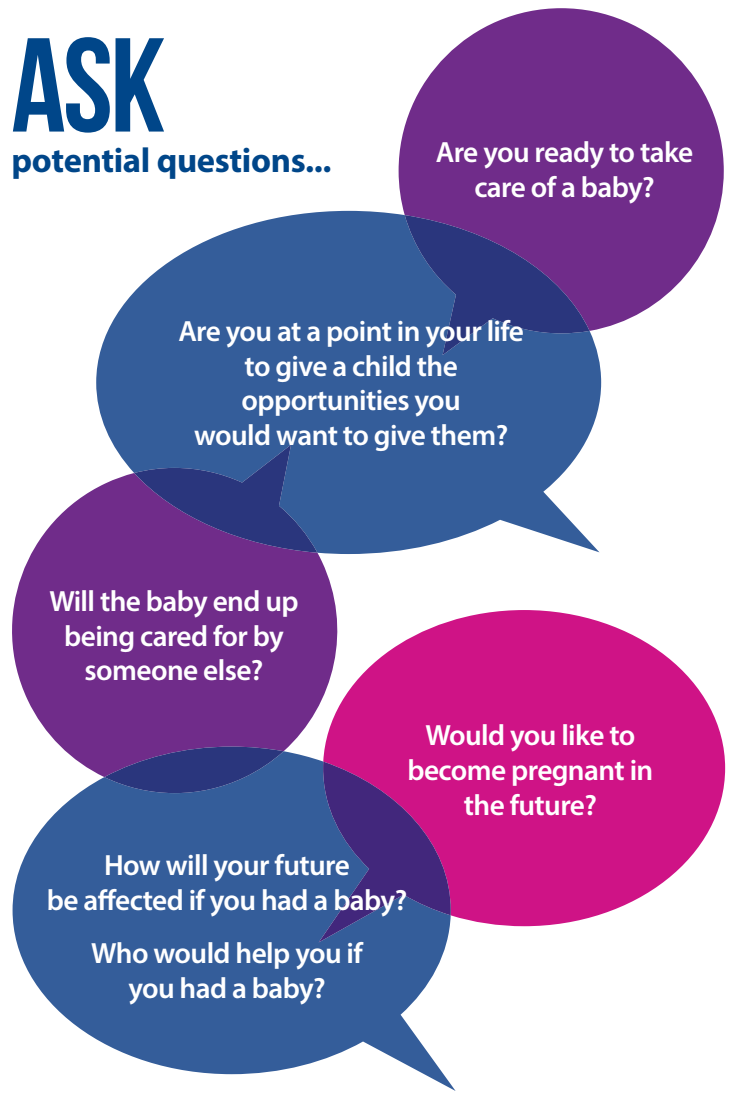 ASK
potential questions...
Are you ready to take
care of a baby?
Are you at a point in your life
to give a child the
opportunities you
would want to give them?
Will the baby end up
being cared for by
someone else?
Would you like to
become pregnant in
the future?
How will your future
be affected if you had a baby?
Who would help you if
you had a baby?